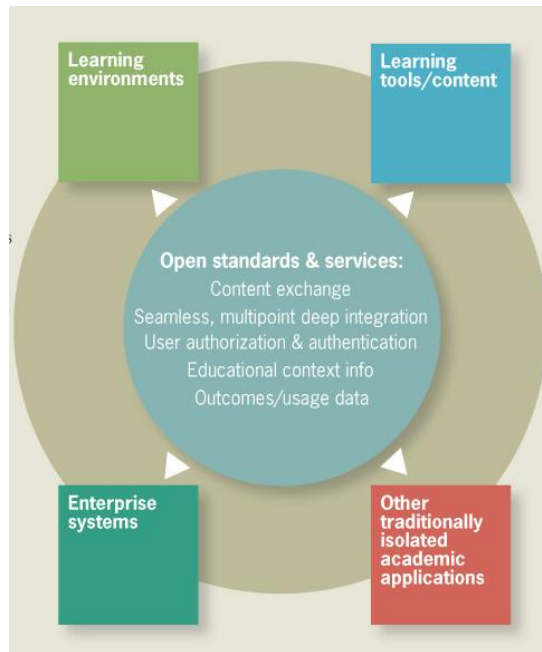 Learning
environments
Learning
tools/content
s
Open standards & services:
Content exchange
Seamless, multipoint deep integration
User authorization & authentication
Educational context info
Outcomes/usage data
Enterprise
systems
Other
traditionally
isolated
academic
applications